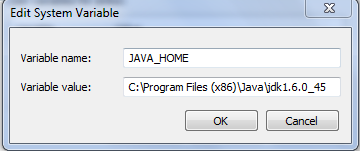 Edit System Variable
Variable name: JAVA_HOME
Variable value: C:\Program Files (x86)\Java\jdk1.6.0_45
OK Cancel